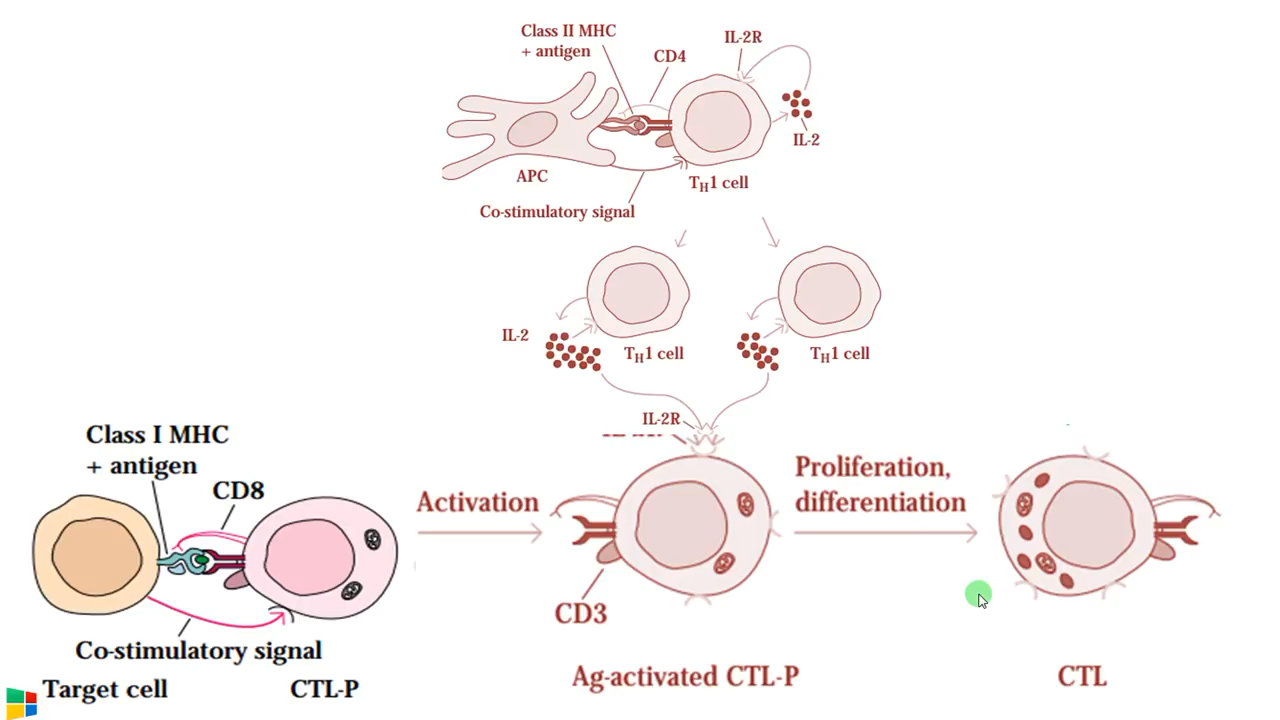 Class II MHC
+ antigen
CD4
IL-2R
IL-2
APC
TH1 cell
Co-stimulatory signal
IL-2
TH1 cell
TH1 cell
IL-2R
Class I MHC
+ antigen
CD8
Activation
Proliferation,
differentiation
CD3
Co-stimulatory signal
Target cell
CTL-P
Ag-activated CTL-P
CTL